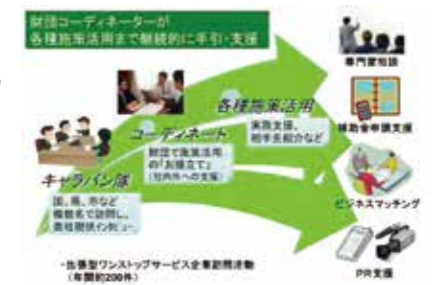 財団コーディネーターが
各種施策活用まで継続的に手引・支援
専門家相談
各種施策活用
実施支援、
相手先紹介など
補助金申請支援
コーディネート
財団で施策活用
の「お膳立て」
(社内外への支援)
キャラバン隊
国、県、市など
複数名で訪問し、
貴社現状インタビュー
ビジネスマッチング
PR支援
・出張型ワンストップサービス企業訪問活動
(年間約200件)